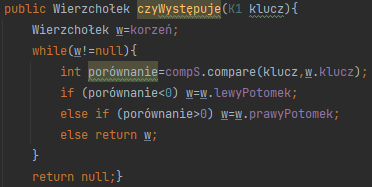 public Wierzchołek czyWystępuje(K1 klucz){
Wierzchołek w=korzeń;
while(w!=null){
int porównanie=compS.compare(klucz,w.klucz);
if (porównanie<0) w=w.lewyPotomek;
else if (porównanie>0) w=w.prawyPotomek;
else return w;
}
return null;}